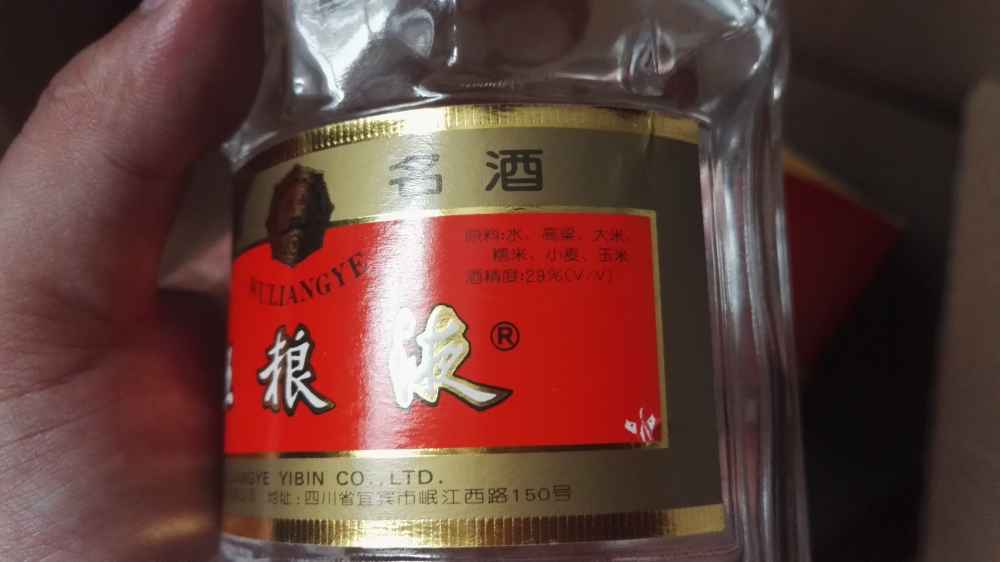 名酒
WULIANGYE
原料:水、高粱、大米、
糯米、小麦、玉米
酒精度:29%(V/V)
粮液®
YIBIN CO.,LTD.
地址:四川省宜宾市岷江西路150号